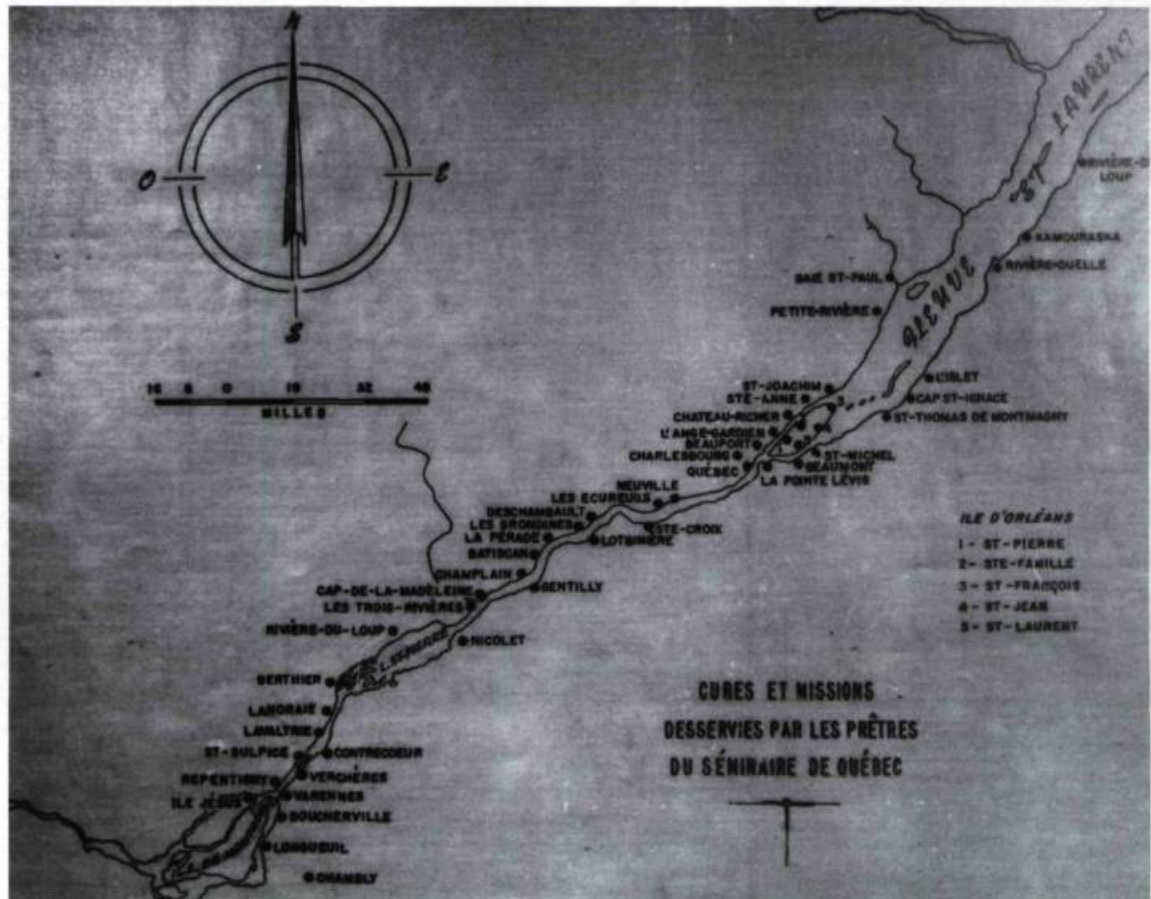 N
O
E
S
16 8 0 16 32 48
MILLES
FLEUVE ST LAURENT
RIVIÈRE-D
LOUP
KAMOURASKA
RIVIÈRE-OUELLE
BAIE ST-PAUL
PETITE-RIVIÈRE
L'ISLET
CAP ST-IGNACE
ST-THOMAS DE MONTMAGNY
ST-JOACHIM
STE-ANNE
CHATEAU-RICHER
L'ANGE-GARDIEN
BEAUPORT
CHARLESBOURG
QUÉBEC
3
4
ST-MICHEL
BEAUMONT
LA POINTE LÉVIS
NEUVILLE
LES ECUREUILS
DESCHAMBAULT
LES GRONDINES
LA PÉRADE
BATISCAN
CHAMPLAIN
CAP-DE-LA-MADELEINE
LES TROIS-RIVIÈRES
RIVIÈRE-DU-LOUP
STE-CROIX
LOTBINIÈRE
GENTILLY
NICOLET
L. ST-PIERRE
BERTHIER
LANORAIE
LAVALTRIE
ST-SULPICE
CONTRECOEUR
REPENTIGNY
VERCHÈRES
ILE JÉSUS
VARENNES
BOUCHERVILLE
LONGUEUIL
CHAMBLY
ILE D'ORLÉANS
1 - ST-PIERRE
2 - STE-FAMILLE
3 - ST-FRANÇOIS
4 - ST-JEAN
5 - ST-LAURENT
CURES ET MISSIONS
DESSERVIES PAR LES PRÊTRES
DU SÉMINAIRE DE QUÉBEC